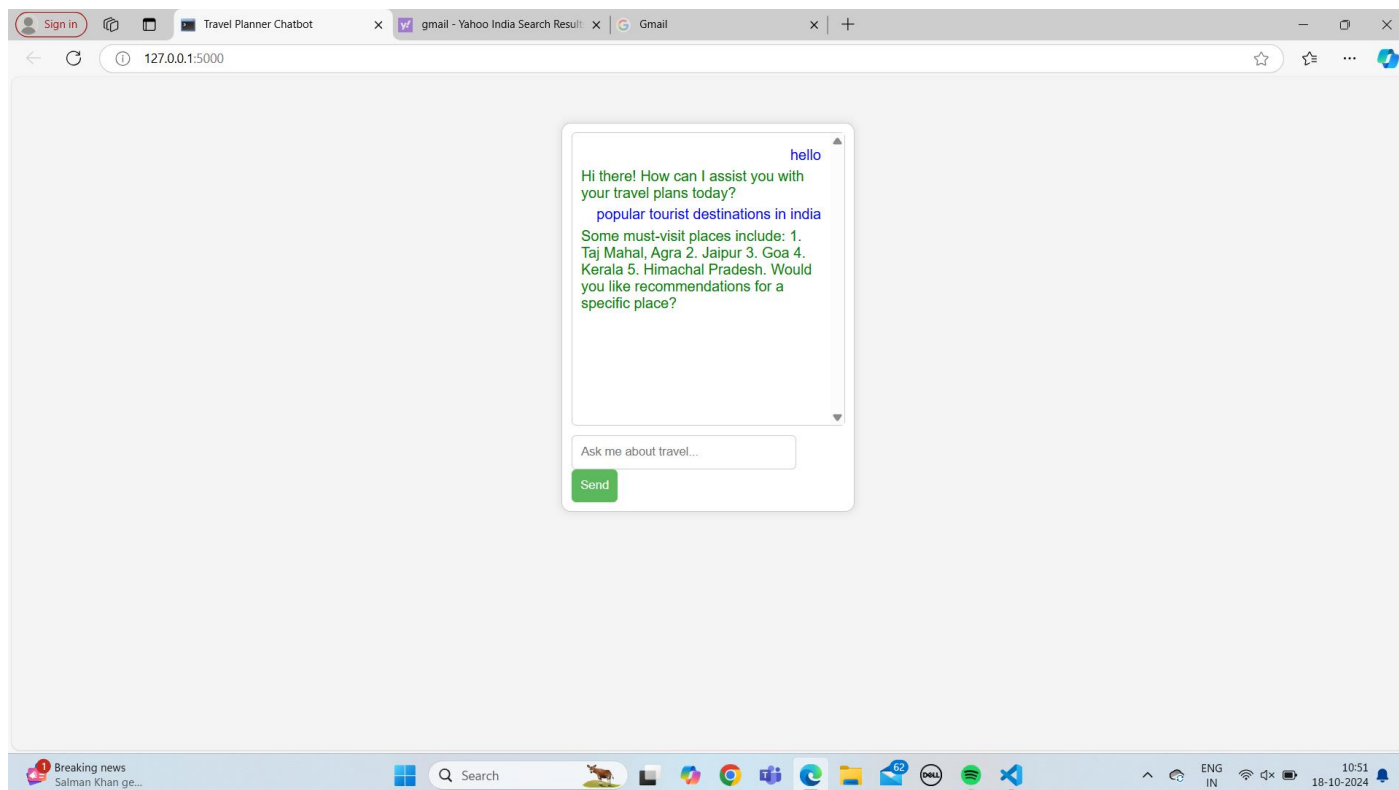 Sign in
Travel Planner Chatbot
gmail - Yahoo India Search Result
Gmail
127.0.0.1:5000
hello
Hi there! How can I assist you with
your travel plans today?
popular tourist destinations in india
Some must-visit places include: 1.
Taj Mahal, Agra 2. Jaipur 3. Goa 4.
Kerala 5. Himachal Pradesh. Would
you like recommendations for a
specific place?
Ask me about travel...
Send
1
Breaking news
Salman Khan ge...
Search
62
DELL
ENG
IN
10:51
18-10-2024